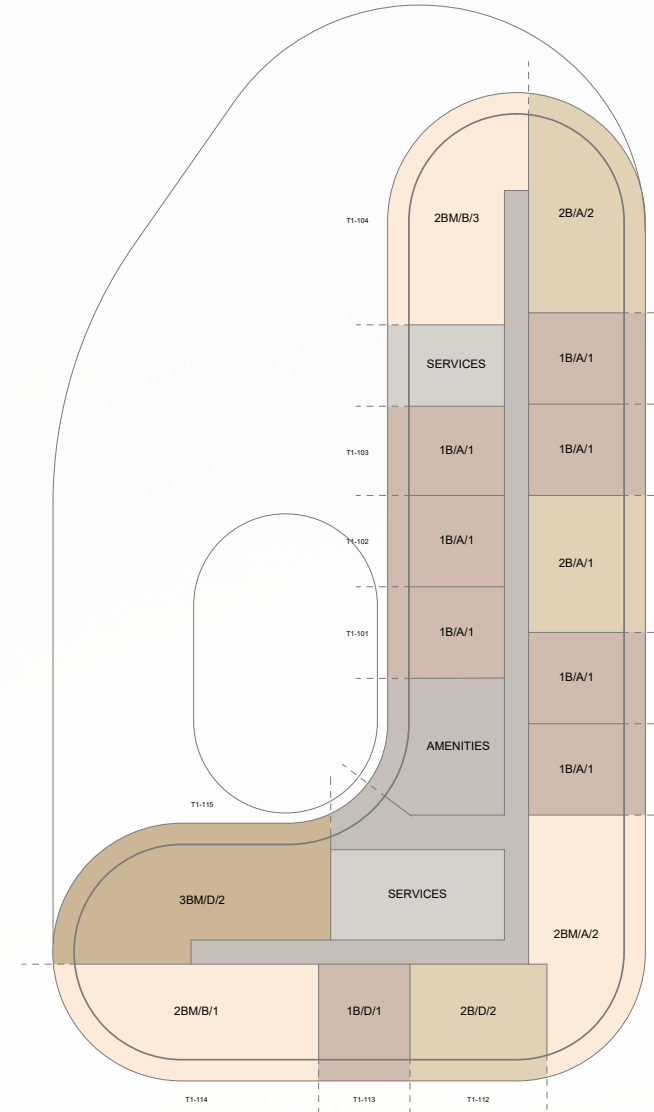 2B/A/2
T1-104
2BM/B/3
1B/A/1
SERVICES
T1-103
1B/A/1
1B/A/1
T1-102
1B/A/1
2B/A/1
T1-101
1B/A/1
1B/A/1
AMENITIES
1B/A/1
T1-115
3BM/D/2
SERVICES
2BM/A/2
2BM/B/1
1B/D/1
2B/D/2
T1-114
T1-113
T1-112